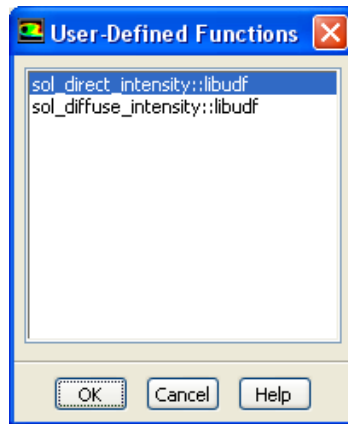 User-Defined Functions
sol_direct_intensity::libudf
sol_diffuse_intensity::libudf
OK Cancel Help